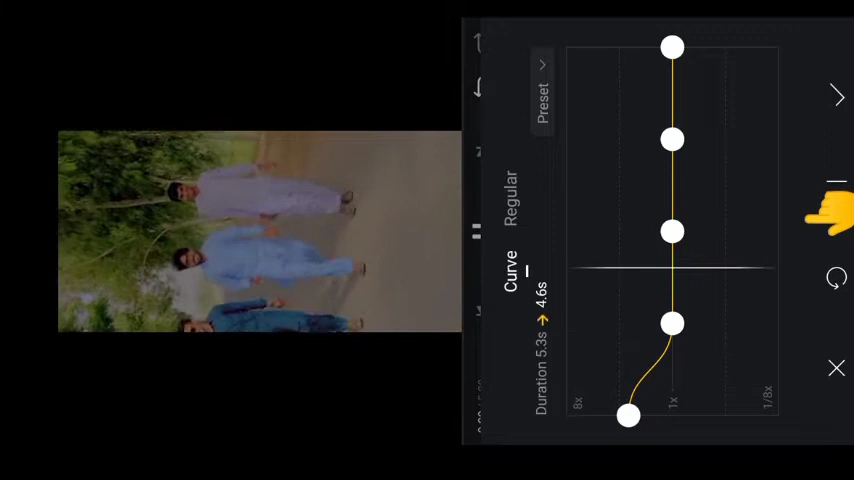 Curve Regular
Duration 5.3s → 4.6s
Preset
8x
1x
1/8x